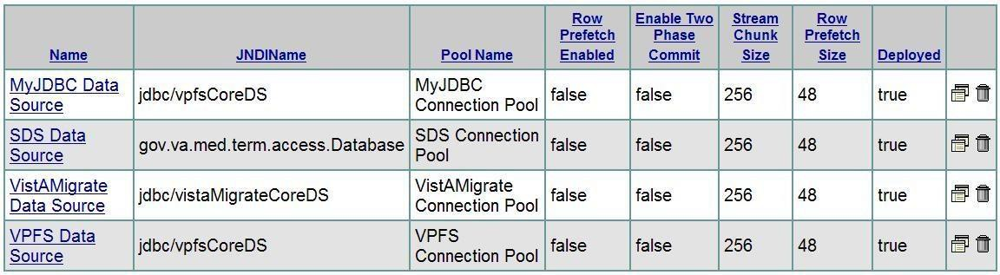 Name JNDIName Pool Name Row Prefetch Enabled Enable Two Phase Commit Stream Chunk Size Row Prefetch Size Deployed
MyJDBC Data Source jdbc/vpfsCoreDS MyJDBC Connection Pool false false 256 48 true
SDS Data Source gov.va.med.term.access.Database SDS Connection Pool false false 256 48 true
VistAMigrate Data Source jdbc/vistaMigrateCoreDS VistAMigrate Connection Pool false false 256 48 true
VPFS Data Source jdbc/vpfsCoreDS VPFS Connection Pool false false 256 48 true